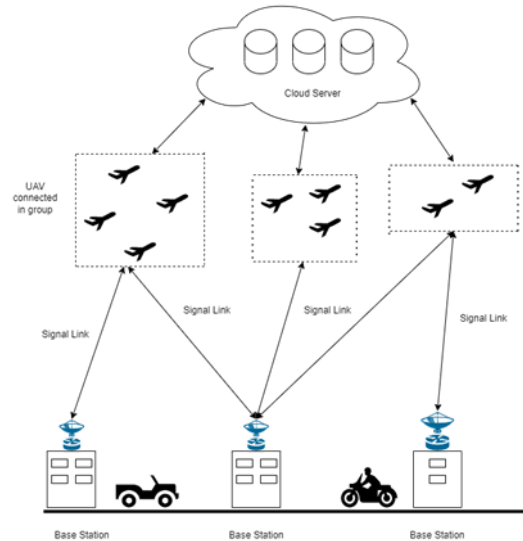 Cloud Server
UAV
connected
in group
Signal Link
Signal Link
Signal Link
Signal Link
Base Station
Base Station
Base Station